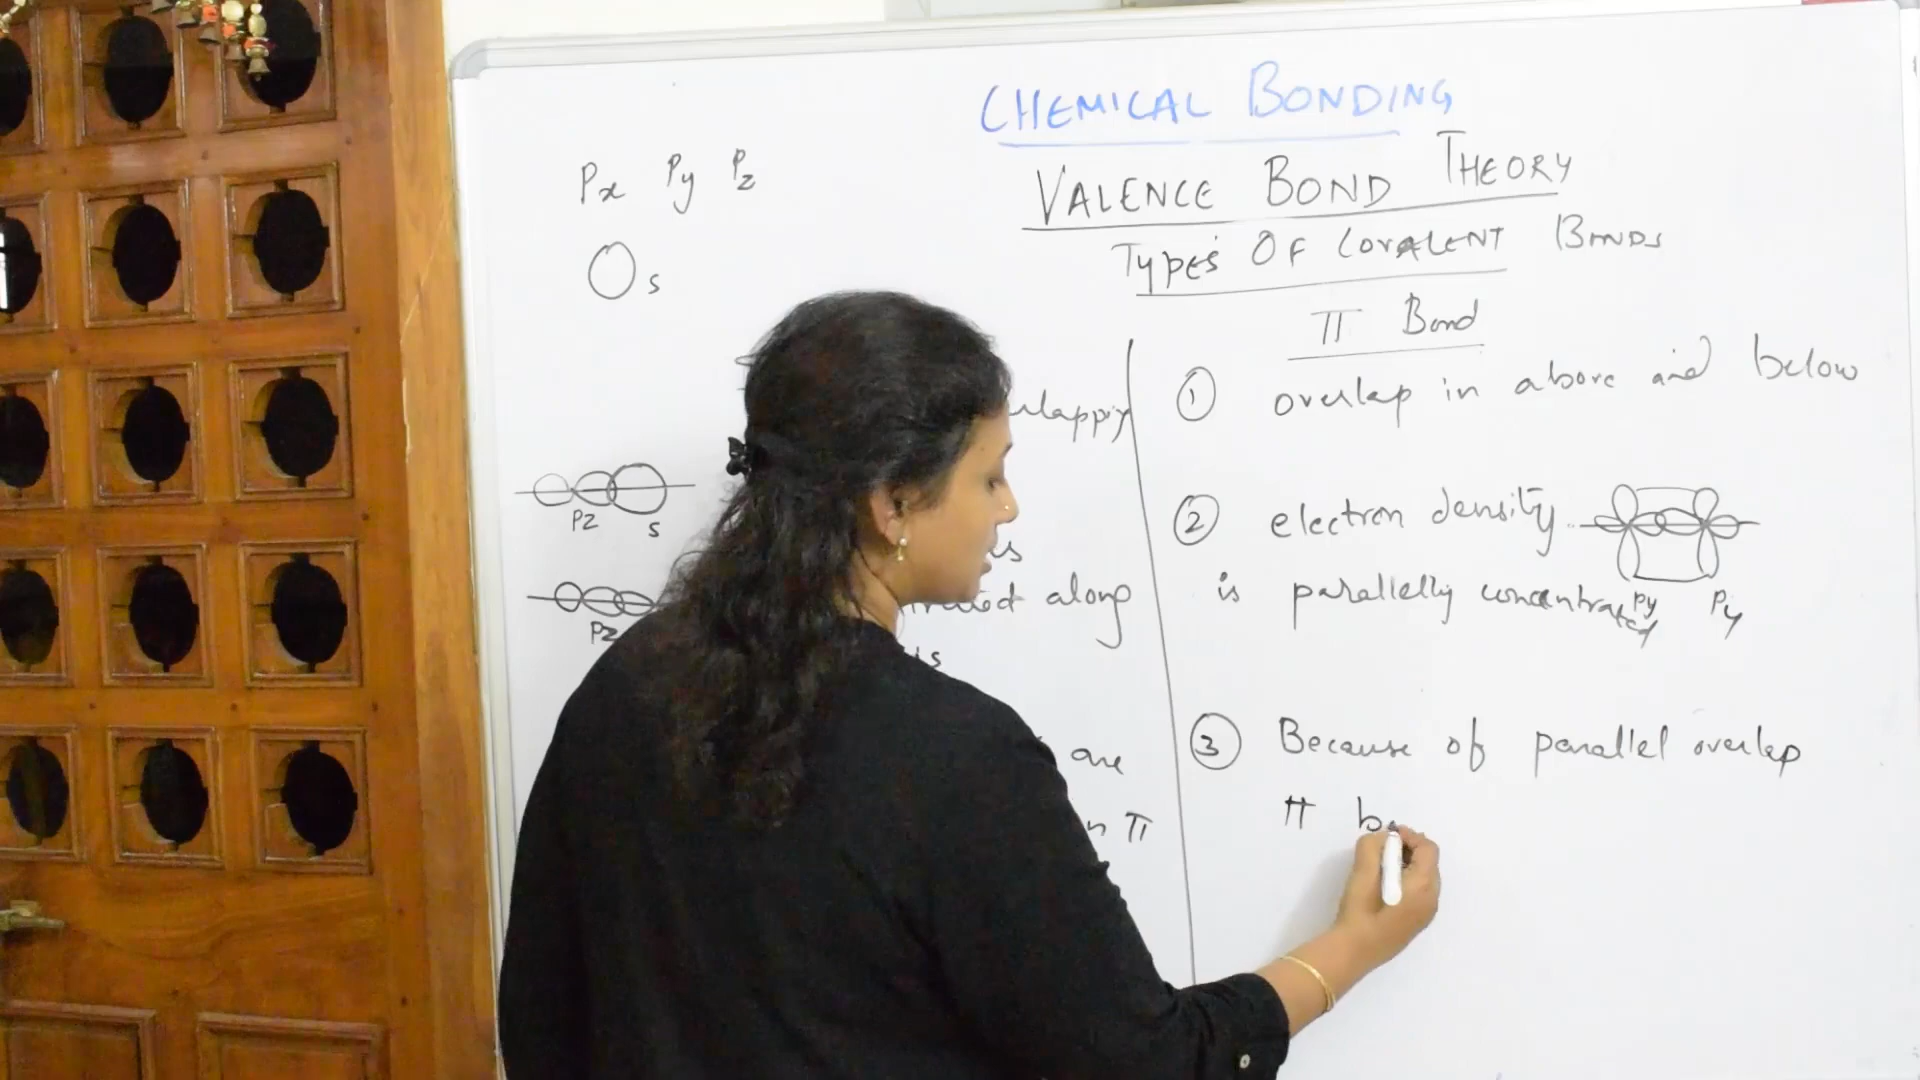 CHEMICAL BONDING
VALENCE BOND THEORY
TYPES OF COVALENT BONDS
Px Py Pz
S
PZ S
PZ
along
are
π
π Bond
① overlap in above and below
② electron density
is parallelly concentrated
Py Py
③ Because of parallel overlap
π